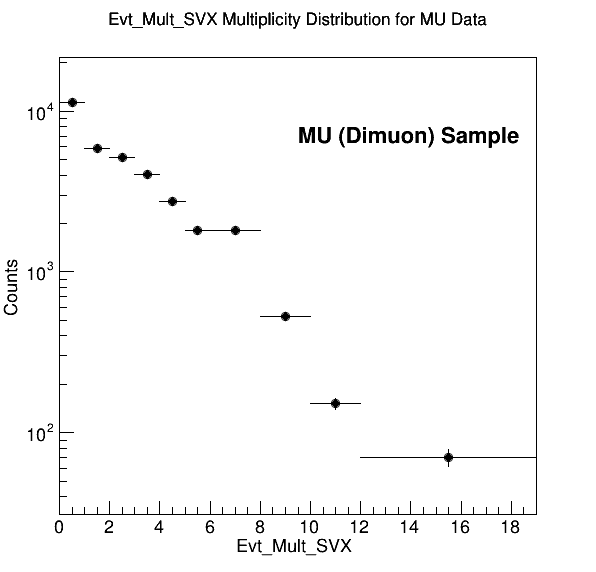 Evt_Mult_SVX Multiplicity Distribution for MU Data
MU (Dimuon) Sample
Counts
10^4
10^3
10^2
0 2 4 6 8 10 12 14 16 18
Evt_Mult_SVX